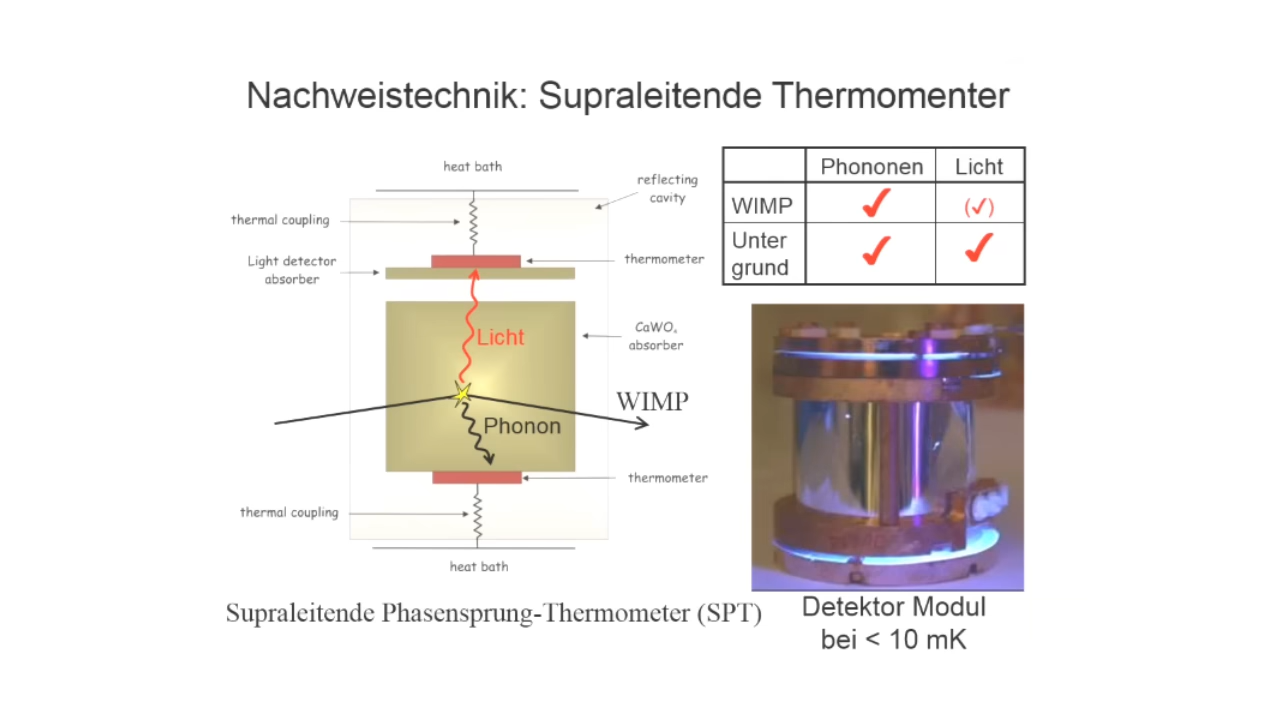 Nachweistechnik: Supraleitende Thermomenter
heat bath
reflecting
cavity
thermal coupling
Light detector
absorber
thermometer
Licht
CaWO₄
absorber
WIMP
Phonon
thermometer
thermal coupling
heat bath
Supraleitende Phasensprung-Thermometer (SPT)
Phononen Licht
WIMP ✓ (✓)
Unter
grund ✓ ✓
Detektor Modul
bei < 10 mK